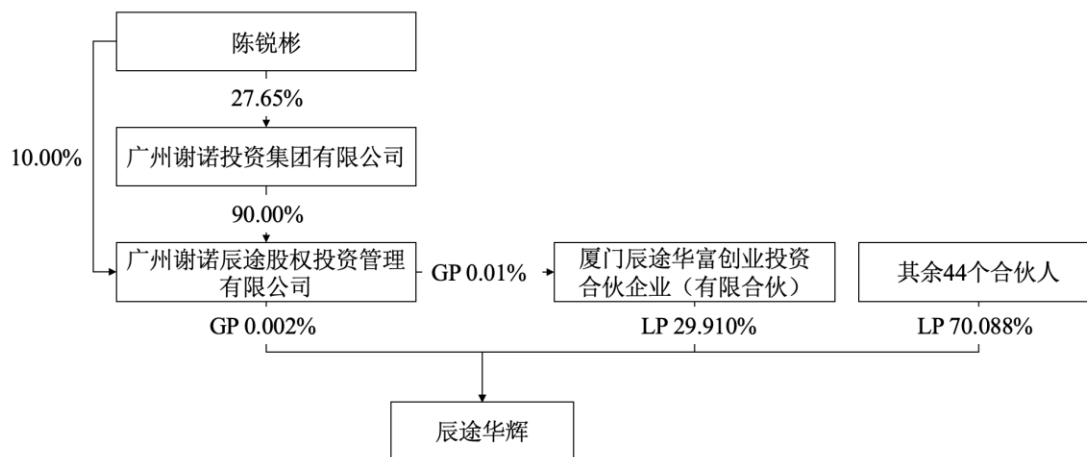 陈锐彬
27.65%
10.00%
广州谢诺投资集团有限公司
90.00%
广州谢诺辰途股权投资管理
有限公司
GP 0.01%
厦门辰途华富创业投资
合伙企业（有限合伙）
其余44个合伙人
GP 0.002%
LP 29.910%
LP 70.088%
辰途华辉